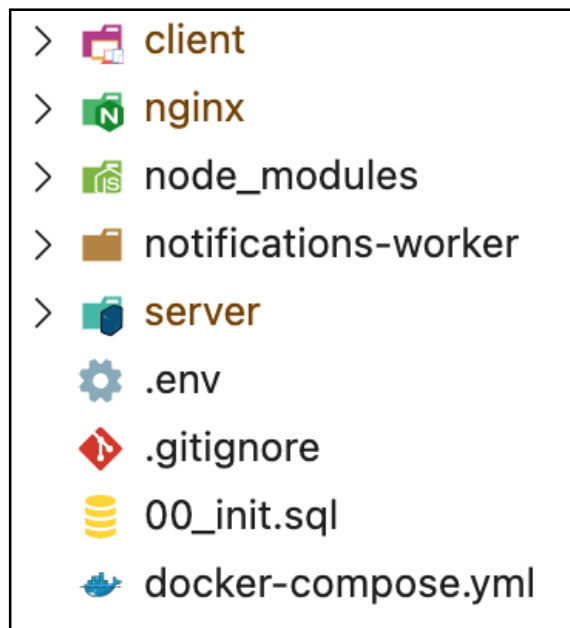 client
nginx
node_modules
notifications-worker
server
.env
.gitignore
00_init.sql
docker-compose.yml